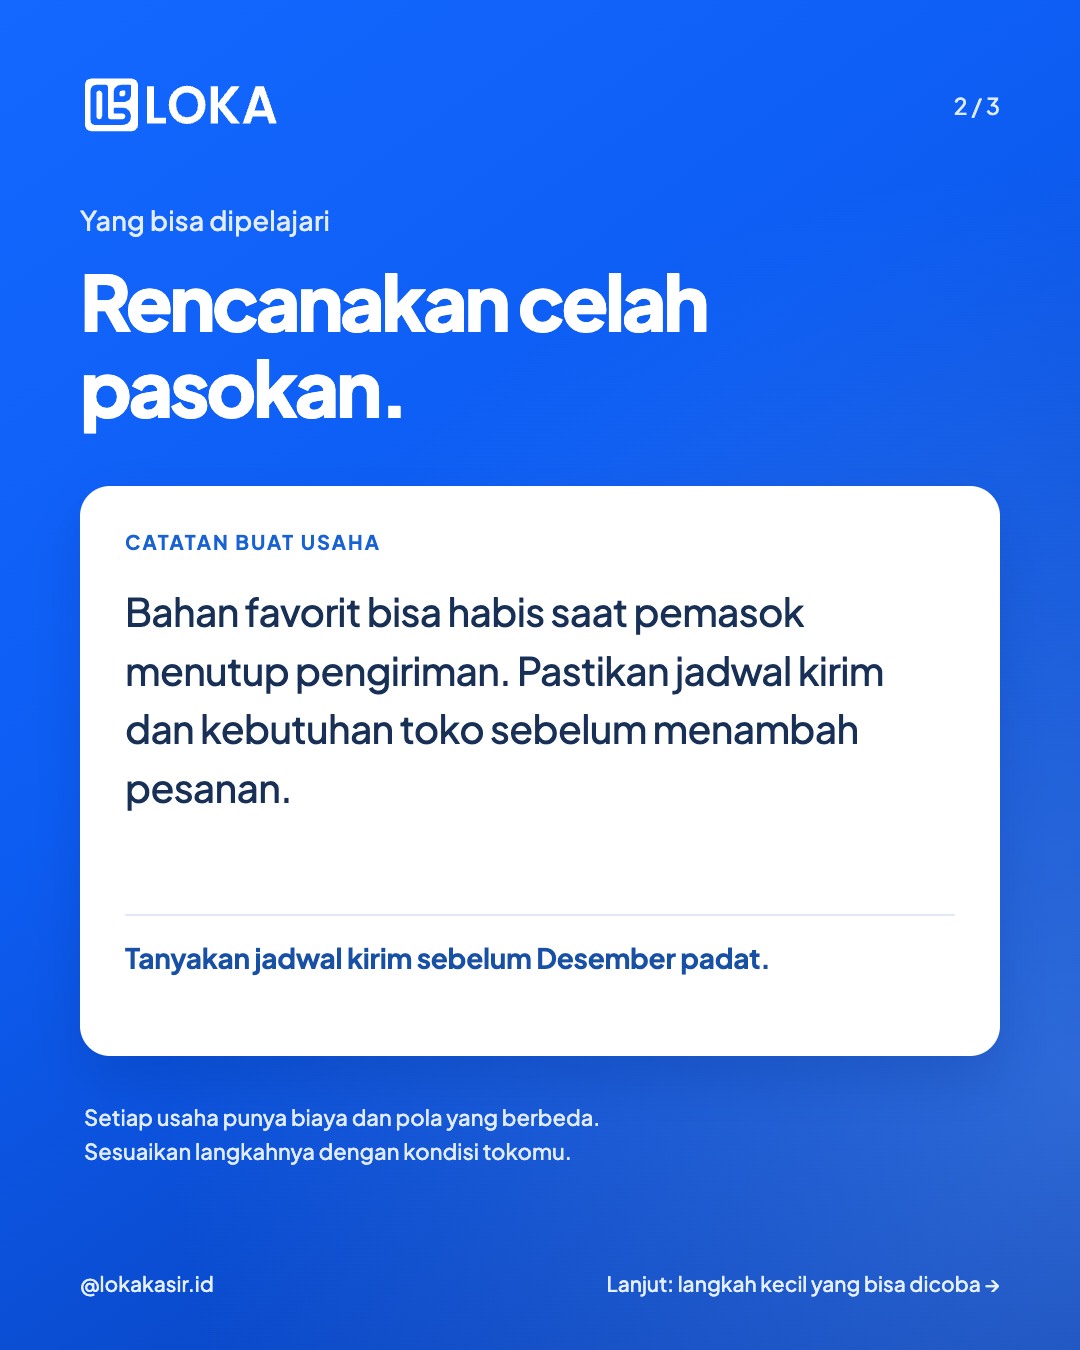 LOKA
2/3
Yang bisa dipelajari
Rencanakan celah
pasokan.
CATATAN BUAT USAHA
Bahan favorit bisa habis saat pemasok
menutup pengiriman. Pastikan jadwal kirim
dan kebutuhan toko sebelum menambah
pesanan.
Tanyakan jadwal kirim sebelum Desember padat.
Setiap usaha punya biaya dan pola yang berbeda.
Sesuaikan langkahnya dengan kondisi tokomu.
@lokakasir.id
Lanjut: langkah kecil yang bisa dicoba →